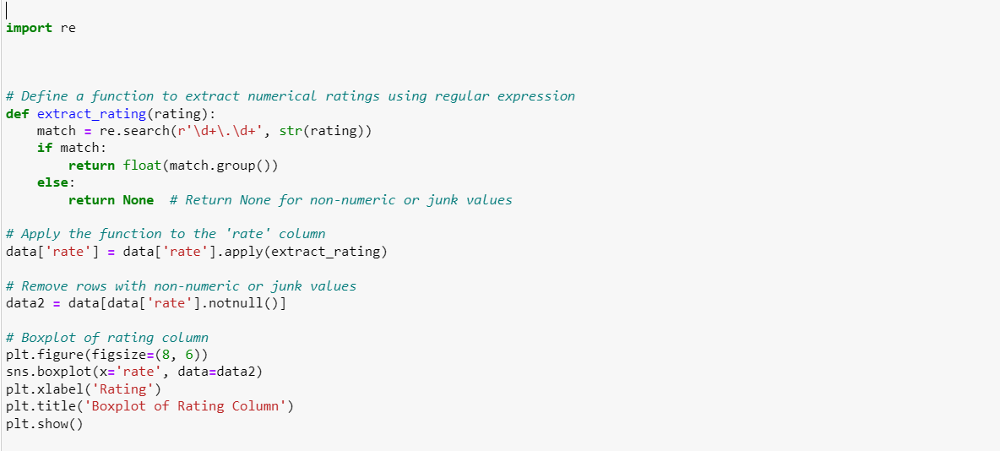 import re
# Define a function to extract numerical ratings using regular expression
def extract_rating(rating):
    match = re.search(r'\d+\.\d+', str(rating))
    if match:
        return float(match.group())
    else:
        return None  # Return None for non-numeric or junk values
# Apply the function to the 'rate' column
data['rate'] = data['rate'].apply(extract_rating)
# Remove rows with non-numeric or junk values
data2 = data[data['rate'].notnull()]
# Boxplot of rating column
plt.figure(figsize=(8, 6))
sns.boxplot(x='rate', data=data2)
plt.xlabel('Rating')
plt.title('Boxplot of Rating Column')
plt.show()